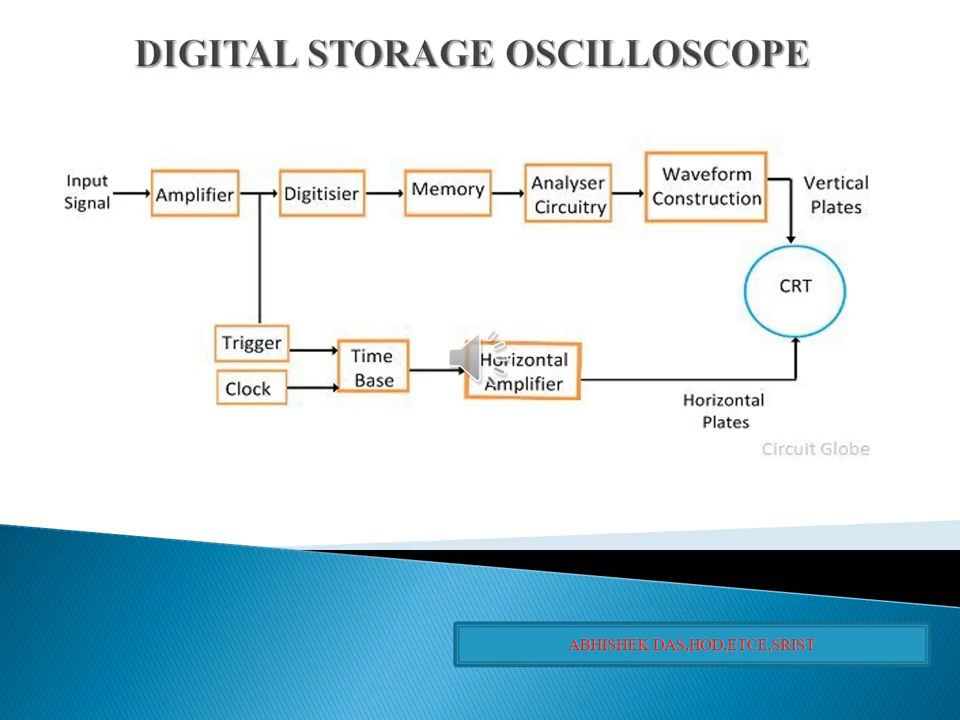 DIGITAL STORAGE OSCILLOSCOPE
Input
Signal
Amplifier
Digitisier
Memory
Analyser
Circuitry
Waveform
Construction
Vertical
Plates
CRT
Trigger
Clock
Time
Base
Horizontal
Amplifier
Horizontal
Plates
Circuit Globe
ABHISHEK DAS,HOD,ETCE,SRIST